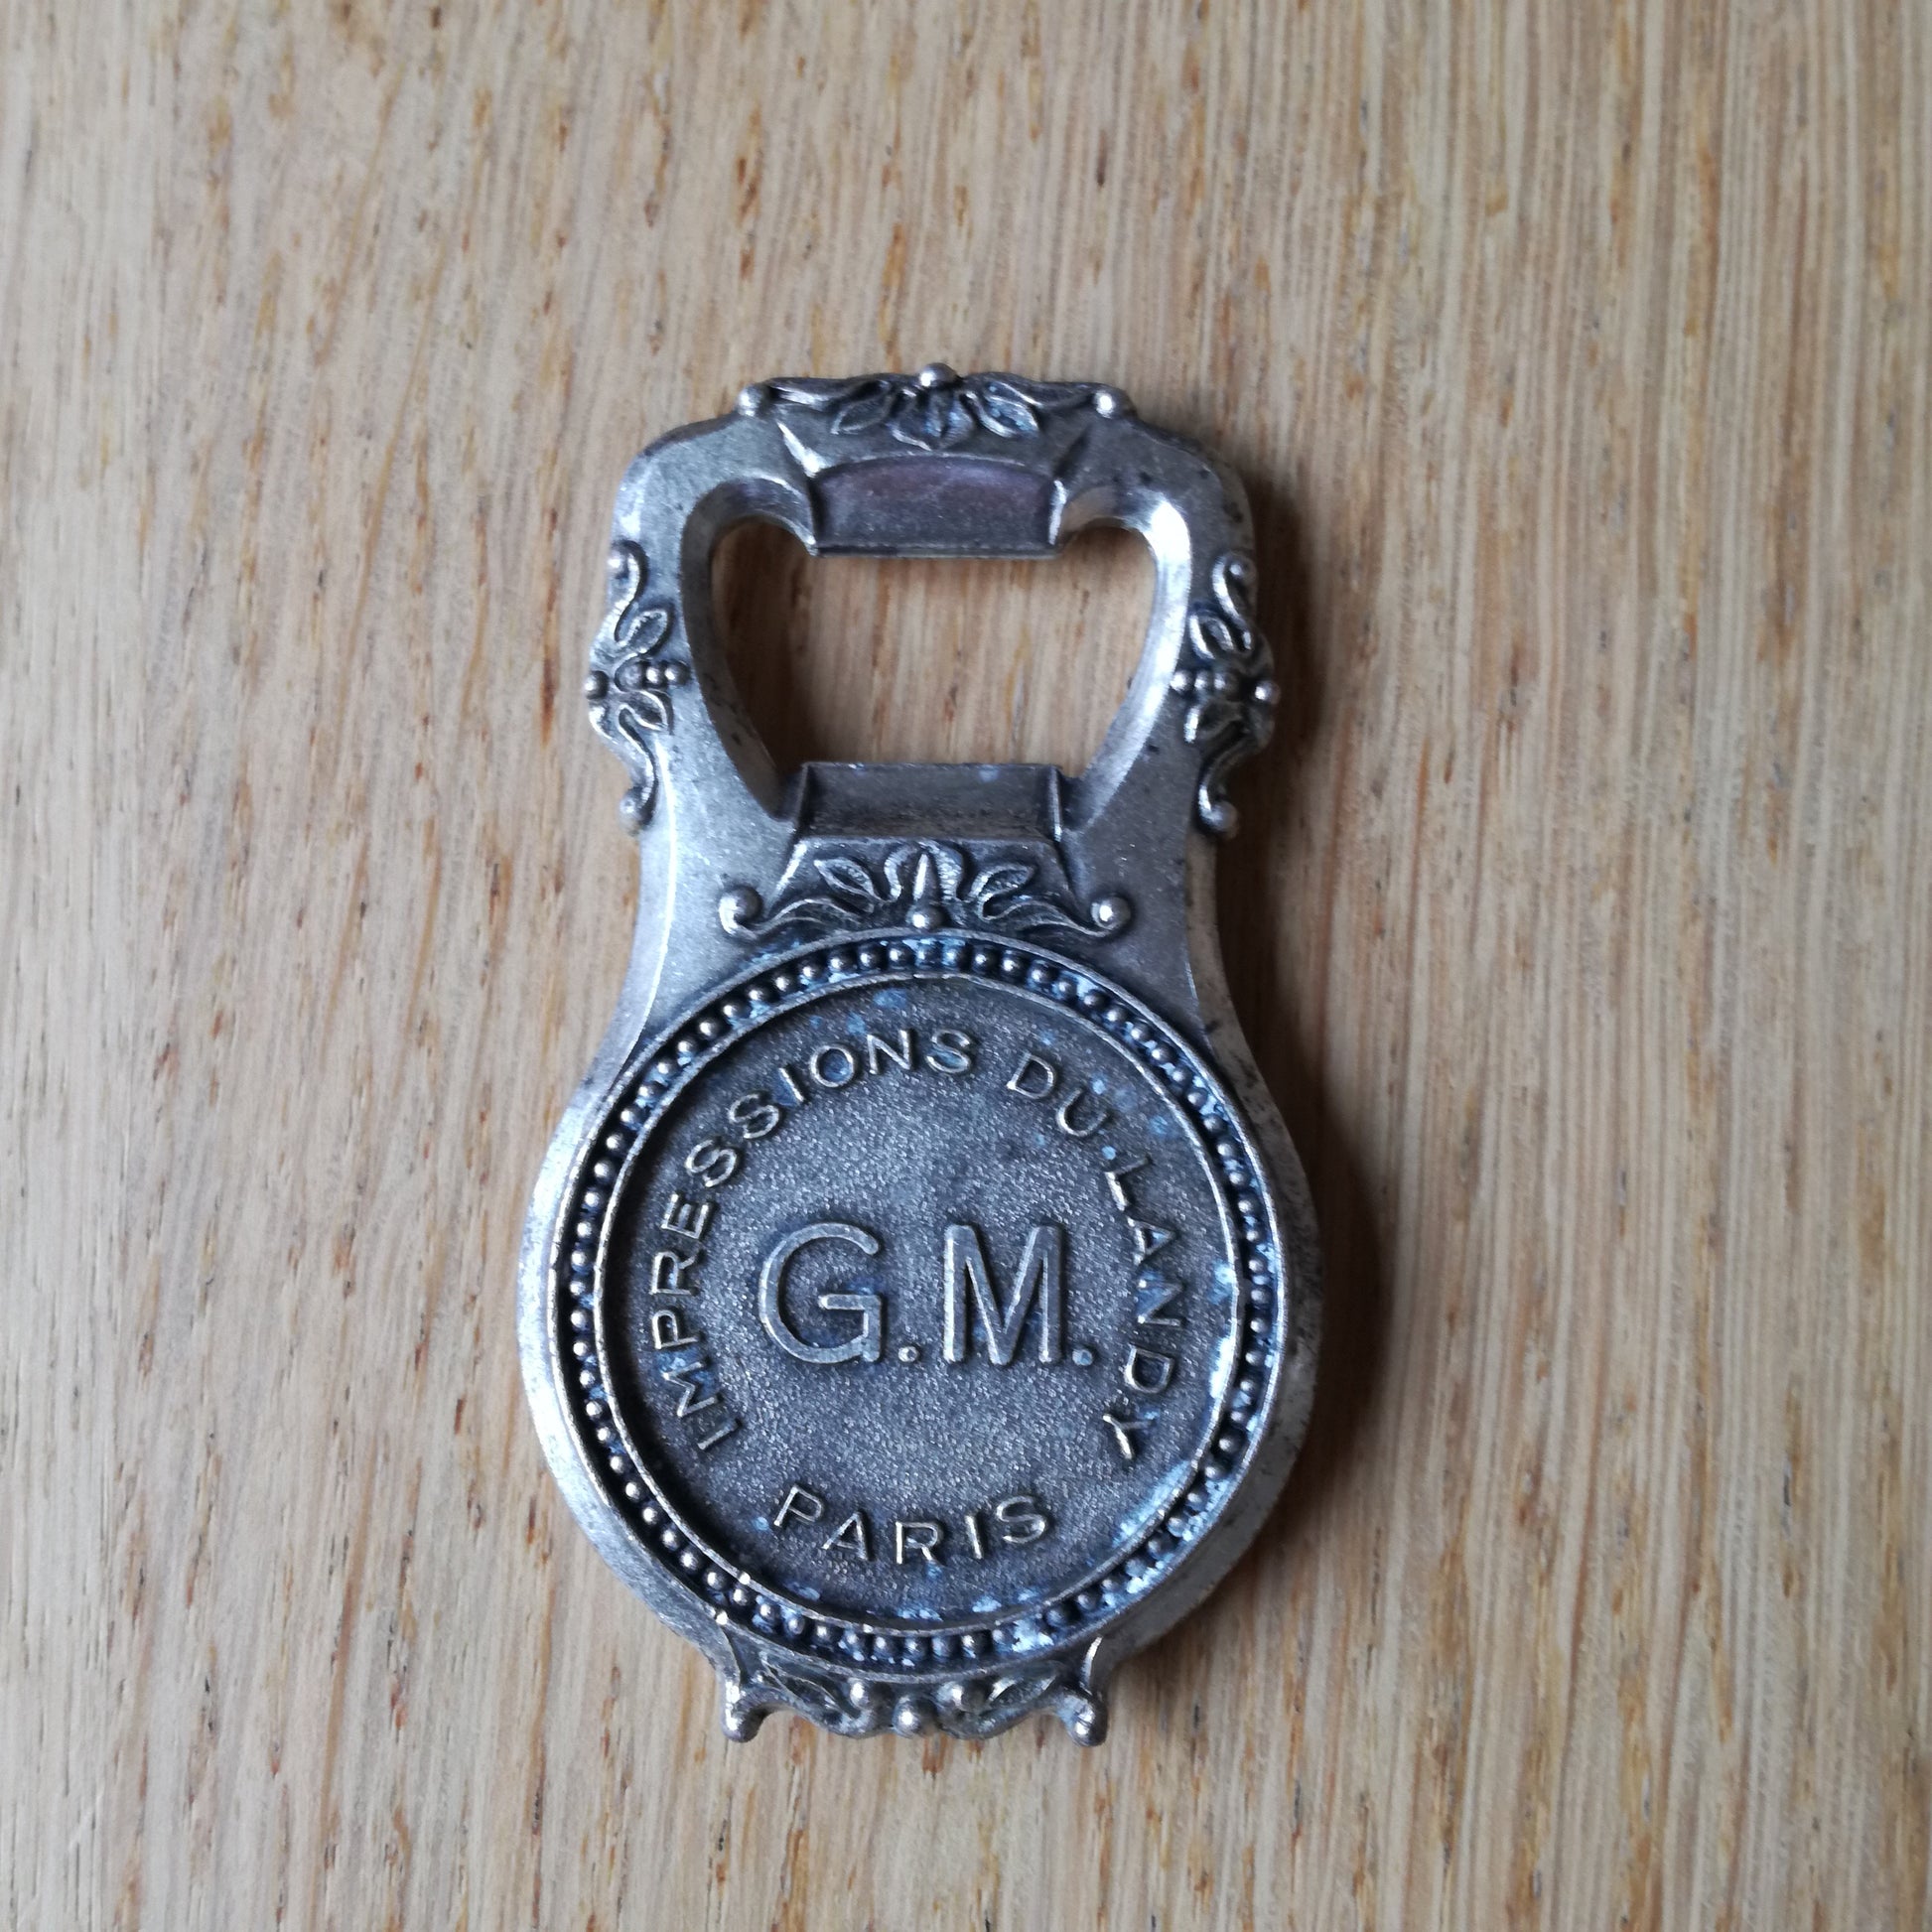 IMPRESSIONS DU LANDY
G.M.
PARIS